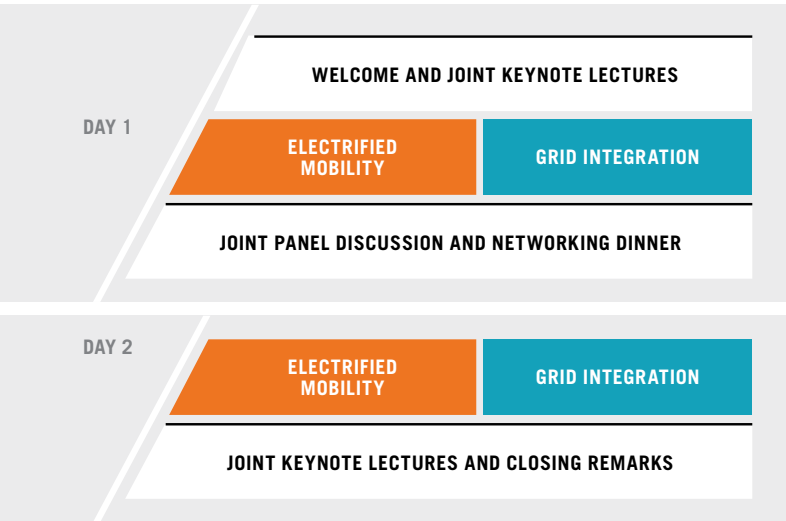 WELCOME AND JOINT KEYNOTE LECTURES
DAY 1
ELECTRIFIED
MOBILITY
GRID INTEGRATION
JOINT PANEL DISCUSSION AND NETWORKING DINNER
DAY 2
ELECTRIFIED
MOBILITY
GRID INTEGRATION
JOINT KEYNOTE LECTURES AND CLOSING REMARKS